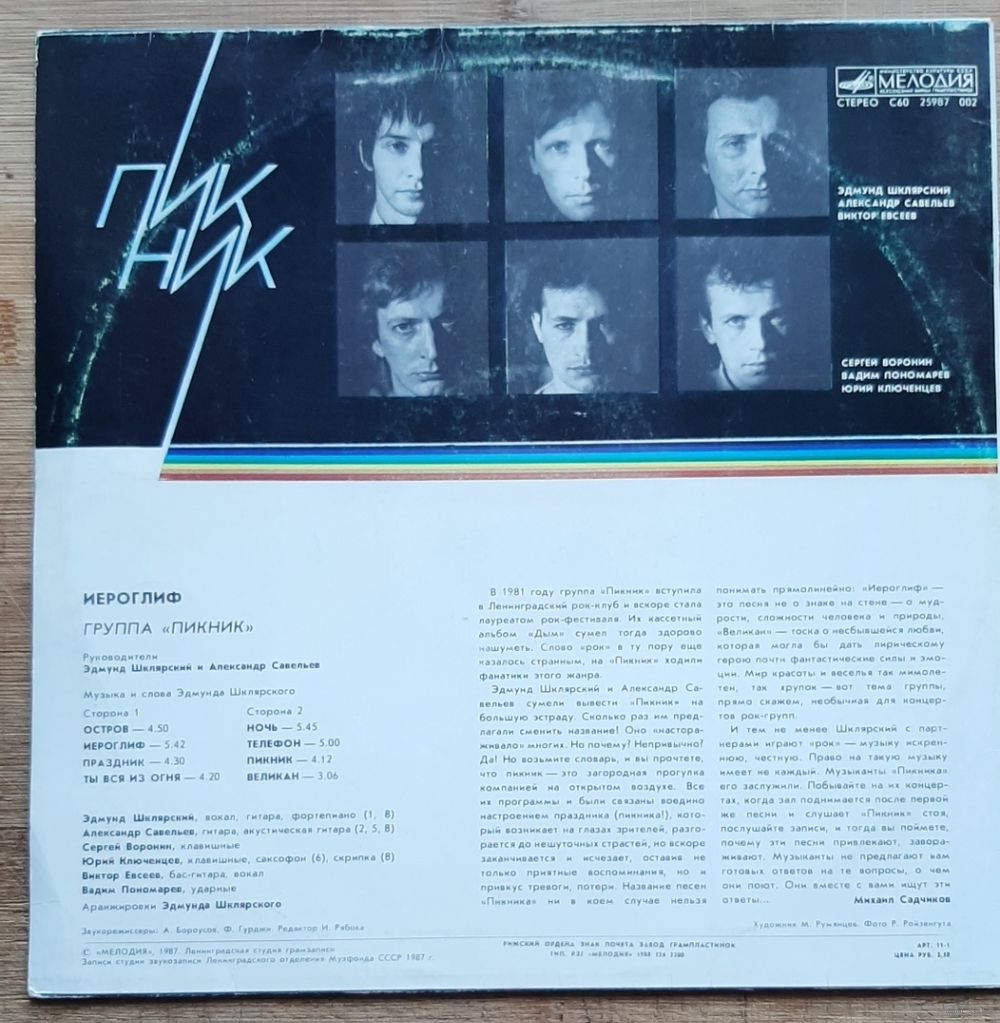 ПИК
НИК
МИНИСТЕРСТВО КУЛЬТУРЫ СССР
МЕЛОДИЯ
СТЕРЕО С60 25987 002
ЭДМУНД ШКЛЯРСКИЙ
АЛЕКСАНДР САВЕЛЬЕВ
ВИКТОР ЕВСЕЕВ
СЕРГЕЙ ВОРОНИН
ВАДИМ ПОНОМАРЕВ
ЮРИЙ КЛЮЧЕНЦЕВ
ИЕРОГЛИФ
ГРУППА «ПИКНИК»
Руководители
Эдмунд Шклярский и Александр Савельев
Музыка и слова Эдмунда Шклярского
Сторона 1
ОСТРОВ — 4.50
ИЕРОГЛИФ — 5.42
ПРАЗДНИК — 4.30
ТЫ ВСЯ ИЗ ОГНЯ — 4.20
Сторона 2
НОЧЬ — 5.45
ТЕЛЕФОН — 5.00
ПИКНИК — 4.12
ВЕЛИКАН — 3.06
Эдмунд Шклярский, вокал, гитара, фортепиано (1, 8)
Александр Савельев, гитара, акустическая гитара (2, 5, 8)
Сергей Воронин, клавишные
Юрий Ключенцев, клавишные, саксофон (6), скрипка (8)
Виктор Евсеев, бас-гитара, вокал
Вадим Пономарев, ударные
Аранжировки Эдмунда Шклярского
Звукорежиссеры: А. Бороусов, Ф. Гурджи. Редактор И. Рябова
В 1981 году группа «Пикник» вступила
в Ленинградский рок-клуб и вскоре стала
лауреатом рок-фестиваля. Их кассетный
альбом «Дым» сумел тогда здорово
нашуметь. Слово «рок» в ту пору еще
казалось странным, на «Пикник» ходили
фанатики этого жанра.
Эдмунд Шклярский и Александр Са-
вельев сумели вывести «Пикник» на
большую эстраду. Сколько раз им пред-
лагали сменить название! Оно «настора-
живало» многих. Но почему? Непривычно?
Да! Но возьмите словарь, и вы прочтете,
что пикник — это загородная прогулка
компанией на открытом воздухе. Все
их программы и были связаны воедино
настроением праздника (пикника!), кото-
рый возникает на глазах зрителей, разго-
рается до нешуточных страстей, но вскоре
заканчивается и исчезает, оставив не
только приятные воспоминания, но и
привкус тревоги, потери. Название песен
«Пикника» ни в коем случае нельзя
понимать прямолинейно: «Иероглиф» —
это песня не о знаке на стене — о муд-
рости, сложности человека и природы,
«Великан» — тоска о несбывшейся любви,
которая могла бы дать лирическому
герою почти фантастические силы и эмо-
ции. Мир красоты и веселья так мимоле-
тен, так хрупок — вот тема группы,
прямо скажем, необычная для концер-
тов рок-групп.
И тем не менее Шклярский с парт-
нерами играют «рок» — музыку искрен-
нюю, честную. Право на такую музыку
имеет не каждый. Музыканты «Пикника»
его заслужили. Побывайте на их концер-
тах, когда зал поднимается после первой
же песни и слушает «Пикник» стоя,
послушайте записи, и тогда вы поймете,
почему эти песни привлекают, завора-
живают. Музыканты не предлагают вам
готовых ответов на те вопросы, о чем
они поют. Они вместе с вами ищут эти
ответы... Михаил Садчиков
Художник М. Румянцев. Фото Р. Ройзенгута
© «МЕЛОДИЯ», 1987. Ленинградская студия грамзаписи
Записи студии звукозаписи Ленинградского отделения Музфонда СССР 1987 г.
РИЖСКИЙ ОРДЕНА ЗНАК ПОЧЕТА ЗАВОД ГРАМПЛАСТИНОК
ТИП. РЗГ «МЕЛОДИЯ» 1988
АРТ. 11-1
ЦЕНА РУБ.